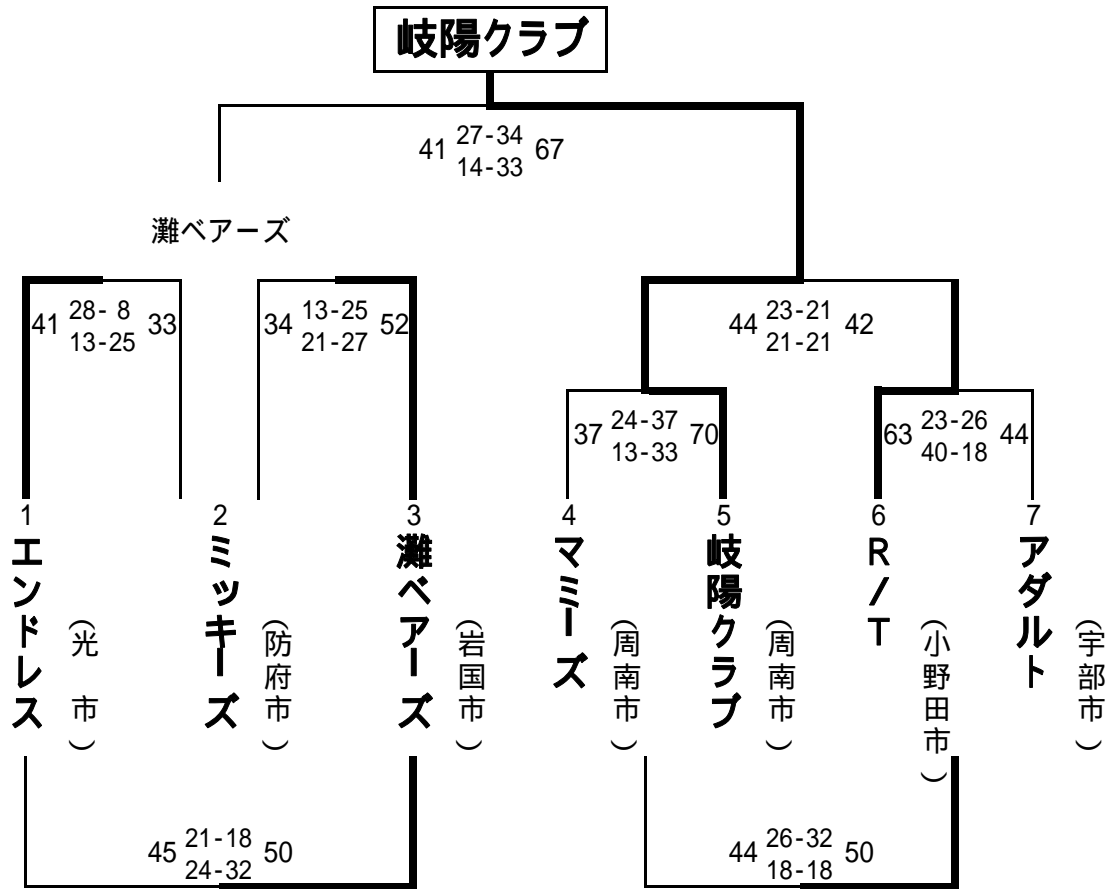 岐陽クラブ
41 27-34 67
14-33
灘ベアーズ
41 28- 8 33
13-25
34 13-25 52
21-27
44 23-21 42
21-21
37 24-37 70
13-33
63 23-26 44
40-18
1
エンドレス
(光 市)
2
ミッキーズ
(防府市)
3
灘ベアーズ
(岩国市)
4
マミーズ
(周南市)
5
岐陽クラブ
(周南市)
6
R/T
(小野田市)
7
アダルト
(宇部市)
45 21-18 50
24-32
44 26-32 50
18-18